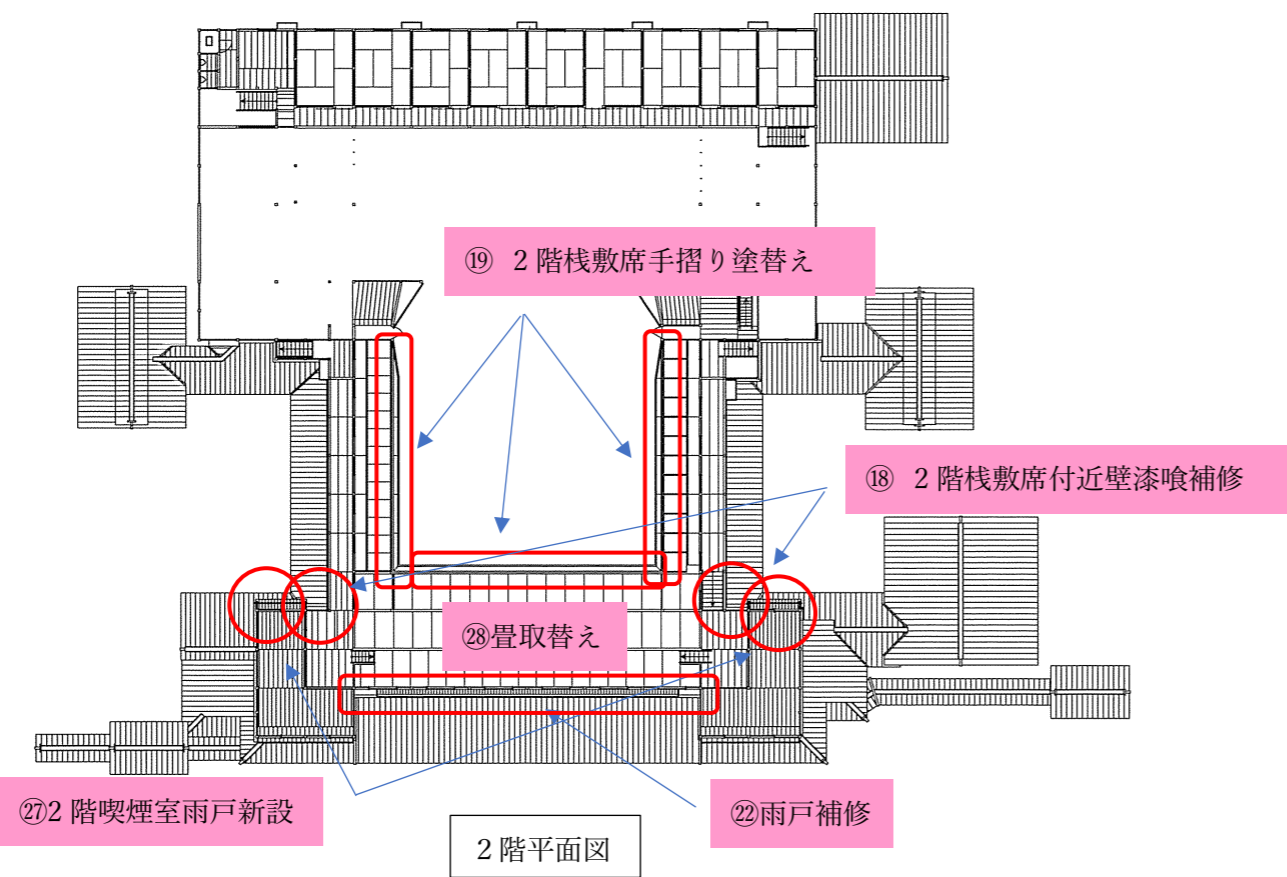 ⑲ 2階桟敷席手摺り塗替え
⑱ 2階桟敷席付近壁漆喰補修
㉘畳取替え
㉗2階喫煙室雨戸新設
㉒雨戸補修
2階平面図